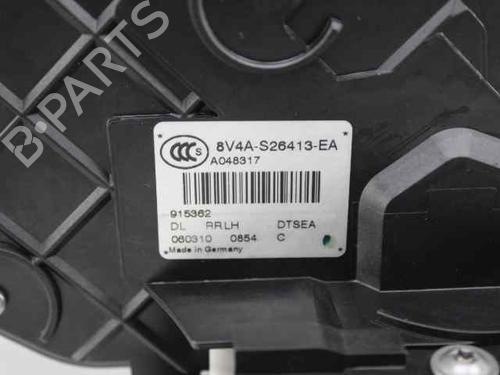 B-PARTS
CCC S 8V4A-S26413-EA
A048317
915362
DL RRLH DTSEA
060310 0854 C
Made in Germany